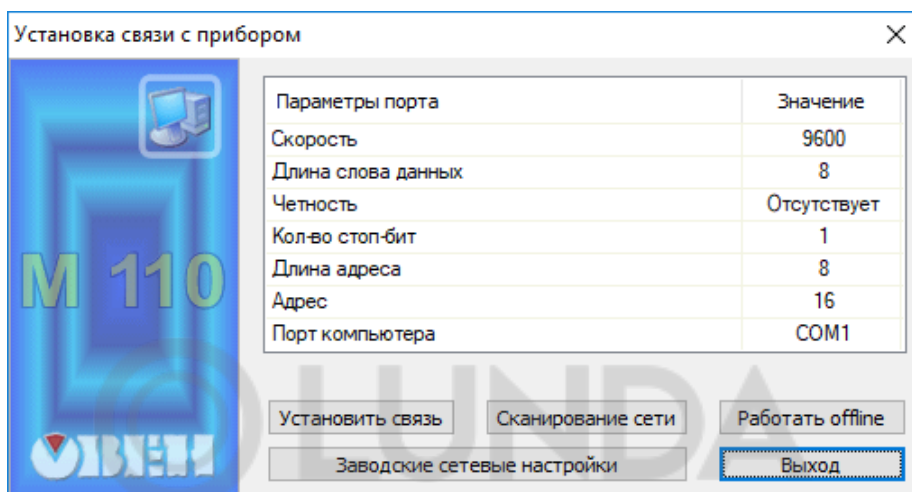 Установка связи с прибором
Параметры порта Значение
Скорость 9600
Длина слова данных 8
Четность Отсутствует
Кол-во стоп-бит 1
Длина адреса 8
Адрес 16
Порт компьютера COM1
M 110
LUNDA
Установить связь Сканирование сети Работать offline
ОВЕН
Заводские сетевые настройки Выход